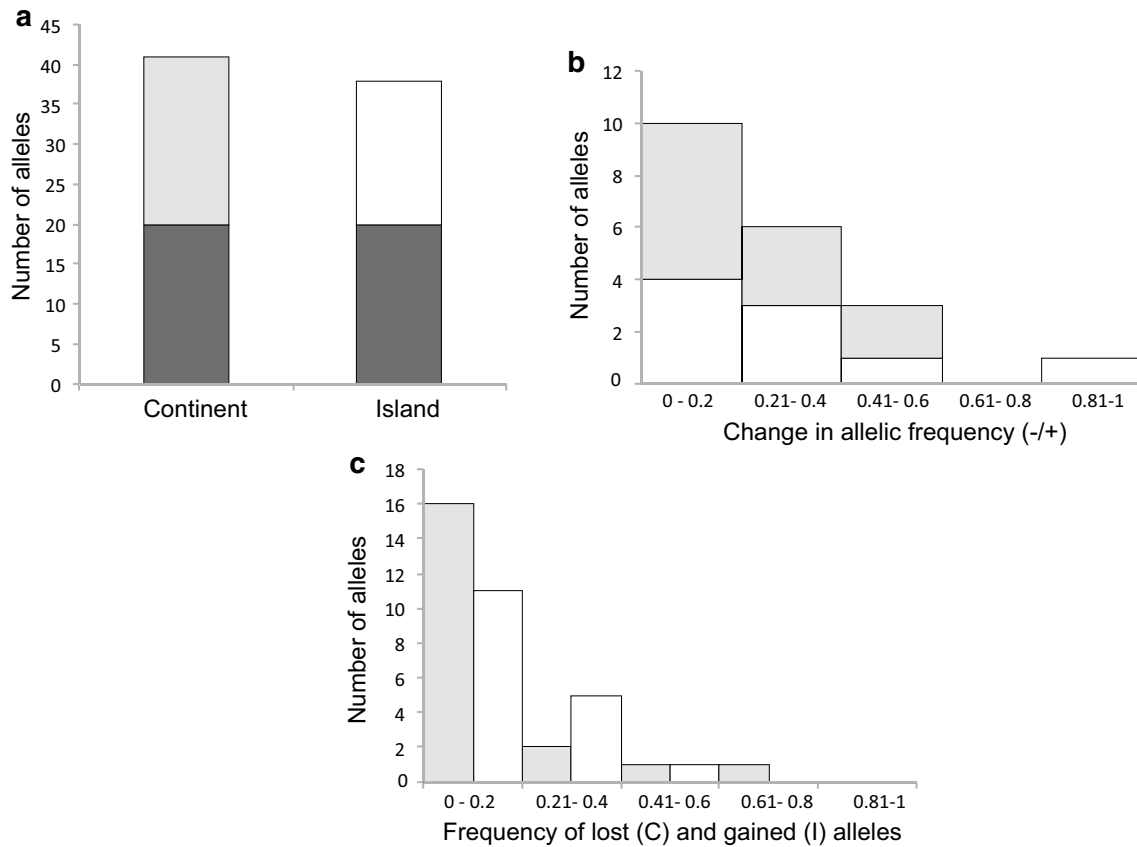 a
45
40
35
30
25
20
15
10
5
0
Number of alleles
Continent
Island
b
12
10
8
6
4
2
0
Number of alleles
0 - 0.2
0.21- 0.4
0.41- 0.6
0.61- 0.8
0.81-1
Change in allelic frequency (-/+)
c
18
16
14
12
10
8
6
4
2
0
Number of alleles
0 - 0.2
0.21- 0.4
0.41- 0.6
0.61- 0.8
0.81-1
Frequency of lost (C) and gained (I) alleles